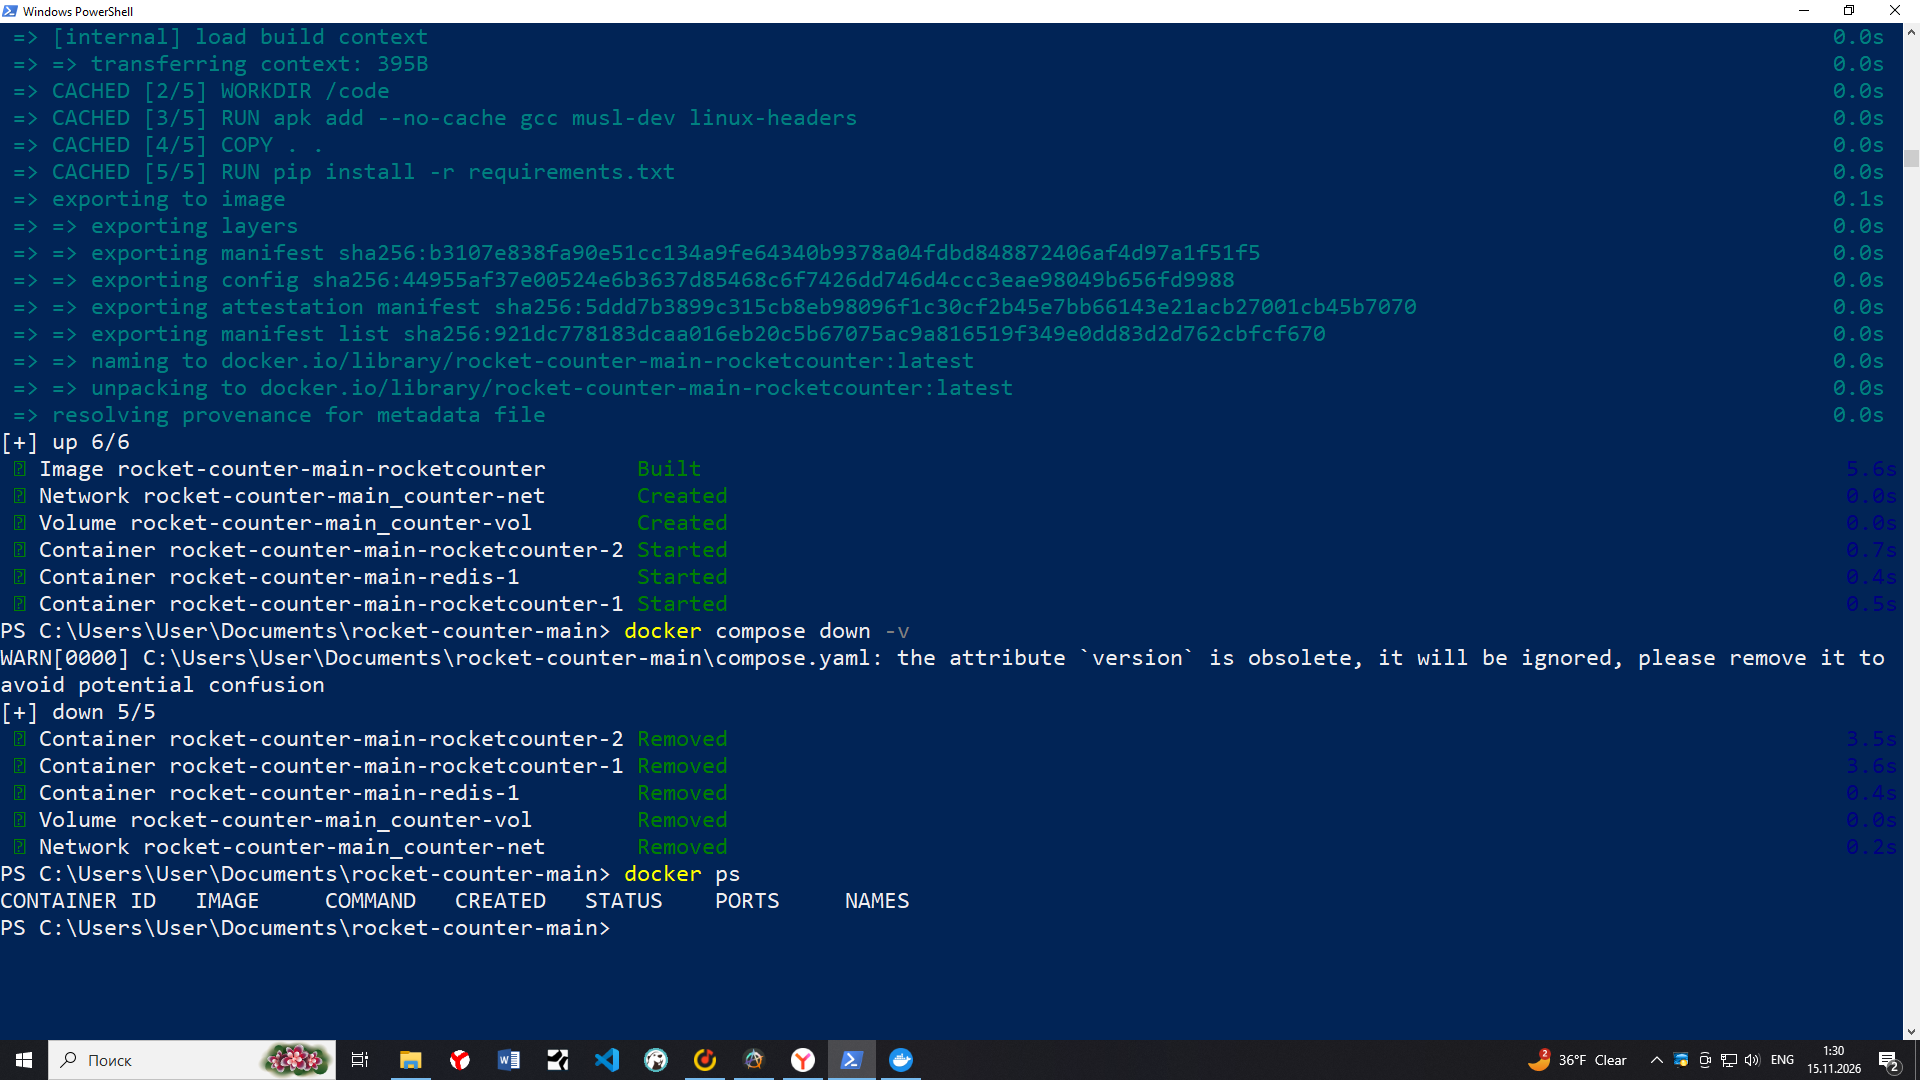 Windows PowerShell
=> [internal] load build context 0.0s
=> => transferring context: 395B 0.0s
=> CACHED [2/5] WORKDIR /code 0.0s
=> CACHED [3/5] RUN apk add --no-cache gcc musl-dev linux-headers 0.0s
=> CACHED [4/5] COPY . . 0.0s
=> CACHED [5/5] RUN pip install -r requirements.txt 0.0s
=> exporting to image 0.1s
=> => exporting layers 0.0s
=> => exporting manifest sha256:b3107e838fa90e51cc134a9fe64340b9378a04fdbd848872406af4d97a1f51f5 0.0s
=> => exporting config sha256:44955af37e00524e6b3637d85468c6f7426dd746d4ccc3eae98049b656fd9988 0.0s
=> => exporting attestation manifest sha256:5ddd7b3899c315cb8eb98096f1c30cf2b45e7bb66143e21acb27001cb45b7070 0.0s
=> => exporting manifest list sha256:921dc778183dcaa016eb20c5b67075ac9a816519f349e0dd83d2d762cbfcf670 0.0s
=> => naming to docker.io/library/rocket-counter-main-rocketcounter:latest 0.0s
=> => unpacking to docker.io/library/rocket-counter-main-rocketcounter:latest 0.0s
=> resolving provenance for metadata file 0.0s
[+] up 6/6
Image rocket-counter-main-rocketcounter Built 5.6s
Network rocket-counter-main_counter-net Created 0.0s
Volume rocket-counter-main_counter-vol Created 0.0s
Container rocket-counter-main-rocketcounter-2 Started 0.7s
Container rocket-counter-main-redis-1 Started 0.4s
Container rocket-counter-main-rocketcounter-1 Started 0.5s
PS C:\Users\User\Documents\rocket-counter-main> docker compose down -v
WARN[0000] C:\Users\User\Documents\rocket-counter-main\compose.yaml: the attribute `version` is obsolete, it will be ignored, please remove it to
avoid potential confusion
[+] down 5/5
Container rocket-counter-main-rocketcounter-2 Removed 3.5s
Container rocket-counter-main-rocketcounter-1 Removed 3.6s
Container rocket-counter-main-redis-1 Removed 0.4s
Volume rocket-counter-main_counter-vol Removed 0.0s
Network rocket-counter-main_counter-net Removed 0.2s
PS C:\Users\User\Documents\rocket-counter-main> docker ps
CONTAINER ID IMAGE COMMAND CREATED STATUS PORTS NAMES
PS C:\Users\User\Documents\rocket-counter-main>
Поиск
2 36°F Clear ENG 1:30 2
15.11.2026